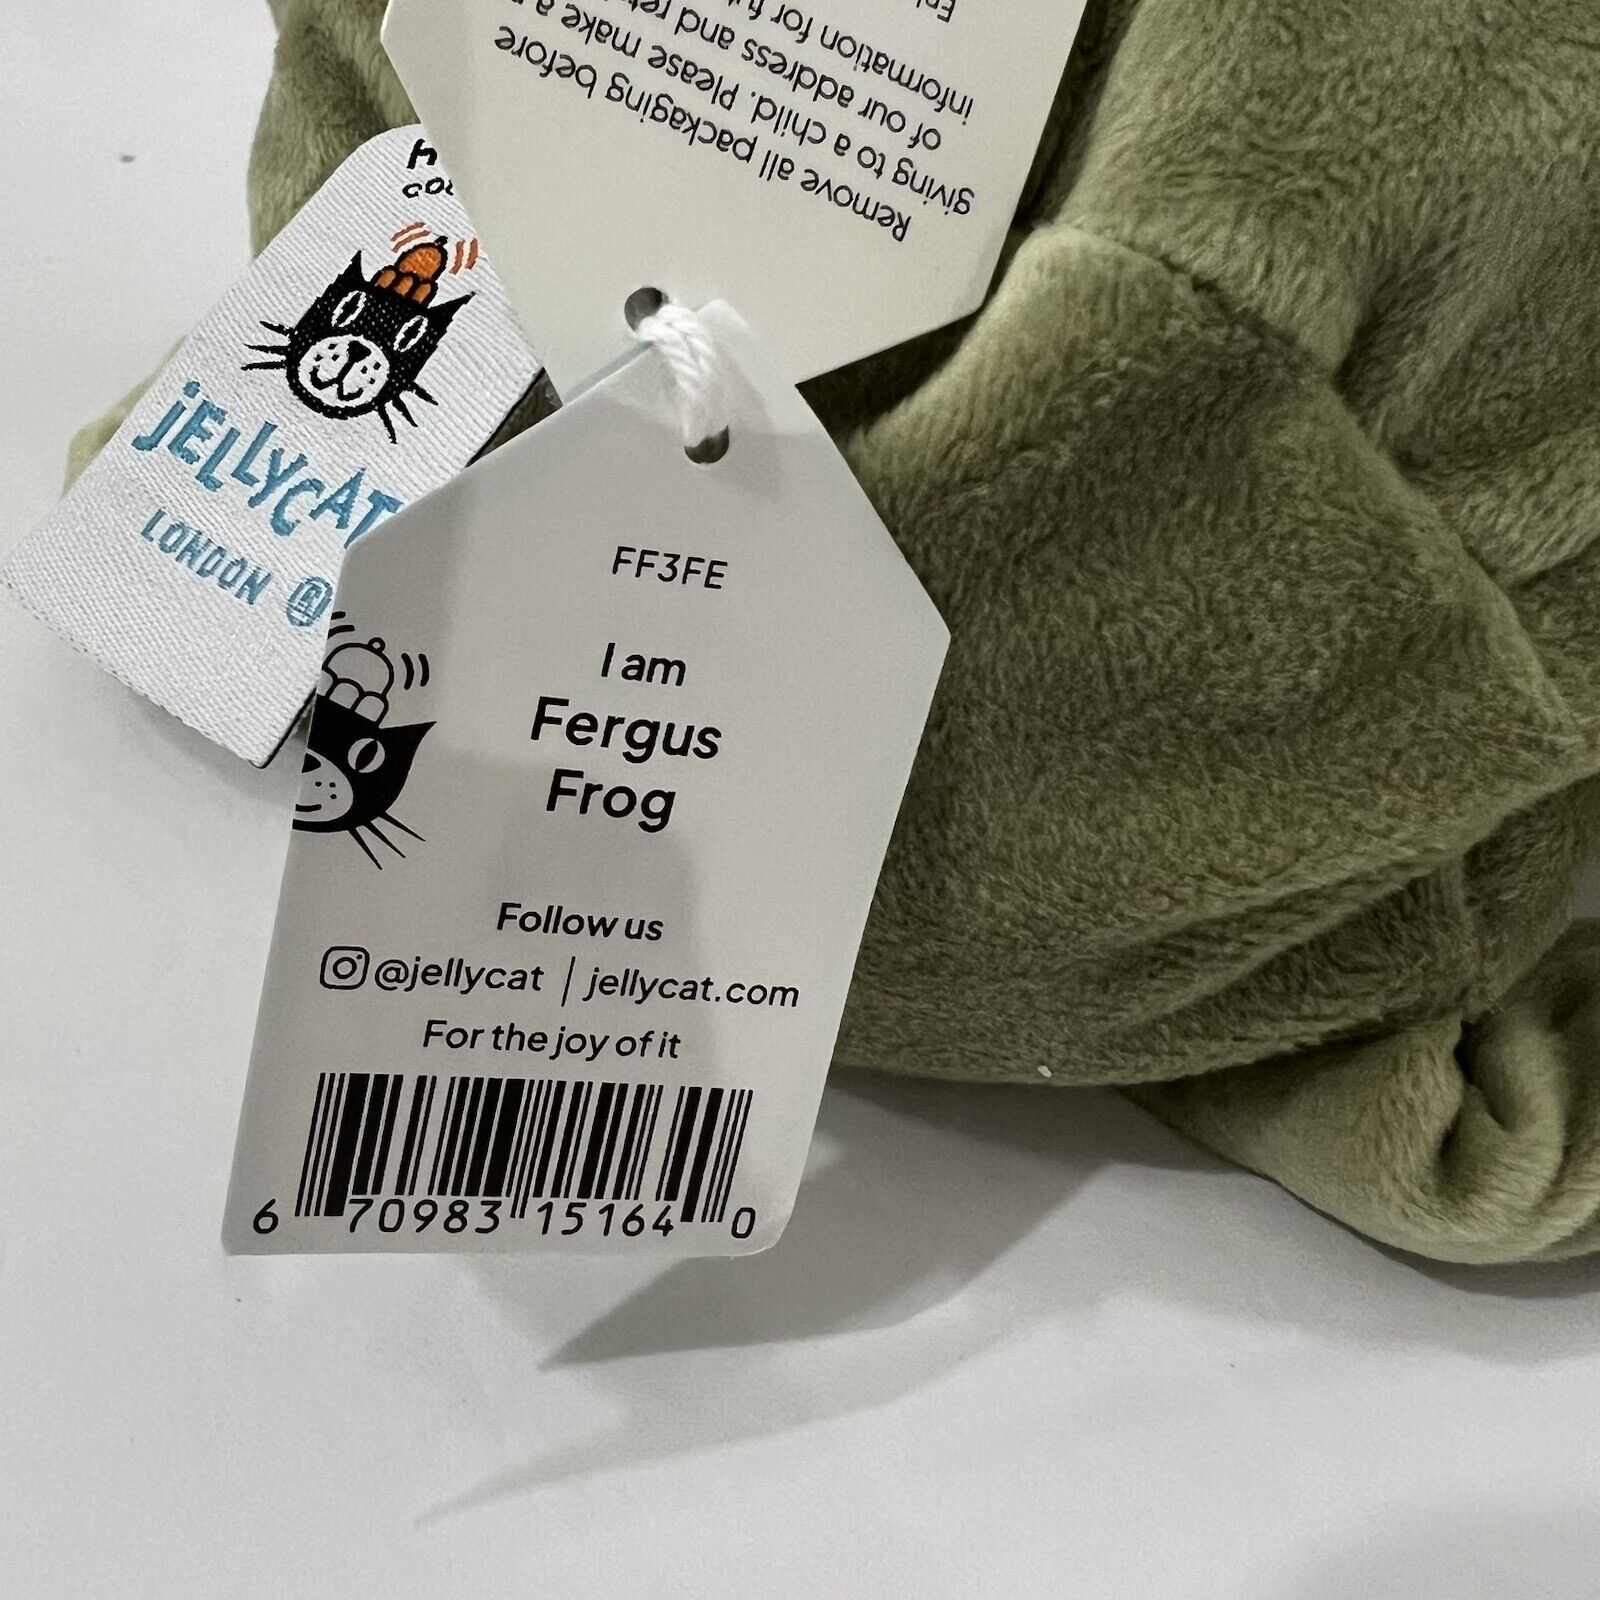 Remove all packaging before
giving to a child. Please make a
of our address and
information for
JELLYCAT
LONDON ®
FF3FE
I am
Fergus
Frog
Follow us
@jellycat | jellycat.com
For the joy of it
6 70983 15164 0